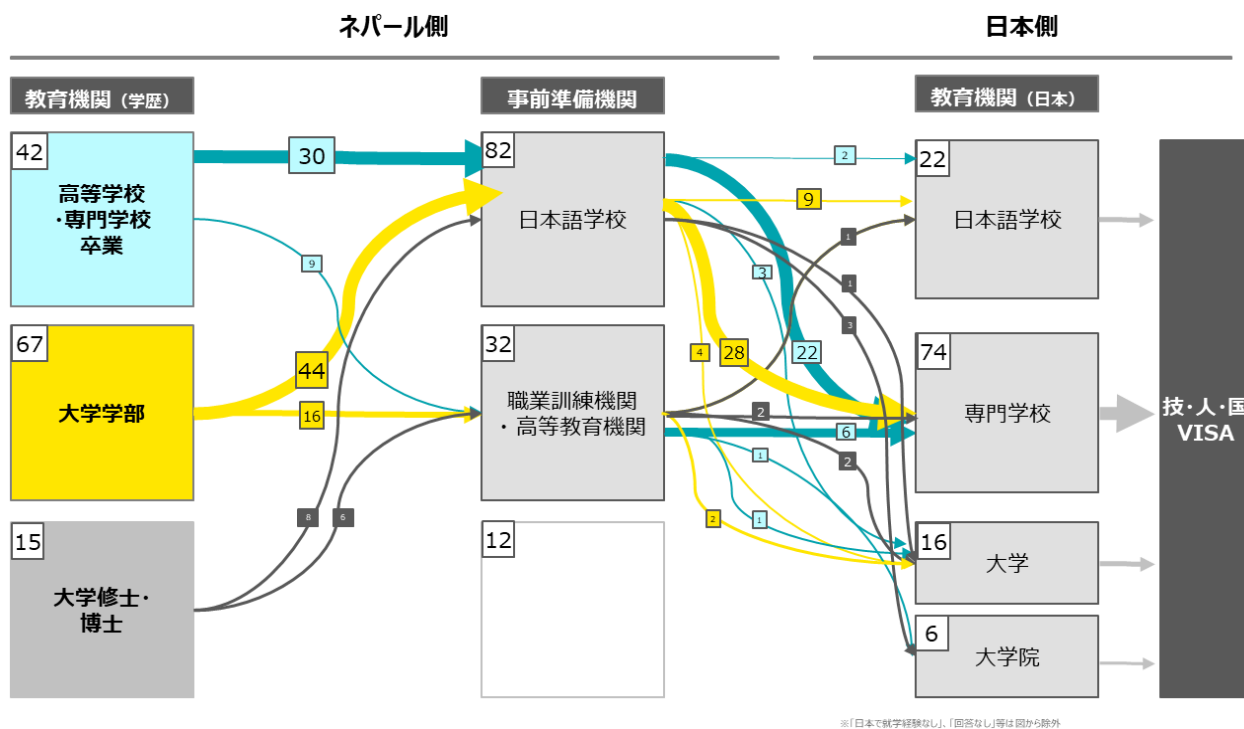 ネパール側
日本側
教育機関（学歴）
事前準備機関
教育機関（日本）
42
高等学校
・専門学校
卒業
30
9
82
日本語学校
2
9
1
3
1
3
22
日本語学校
67
大学学部
44
16
32
職業訓練機関
・高等教育機関
4
28
22
2
6
2
1
2
1
74
専門学校
技・人・国
VISA
15
大学修士・
博士
8
6
12
16
大学
6
大学院
※「日本で就学経験なし」、「回答なし」等は図から除外